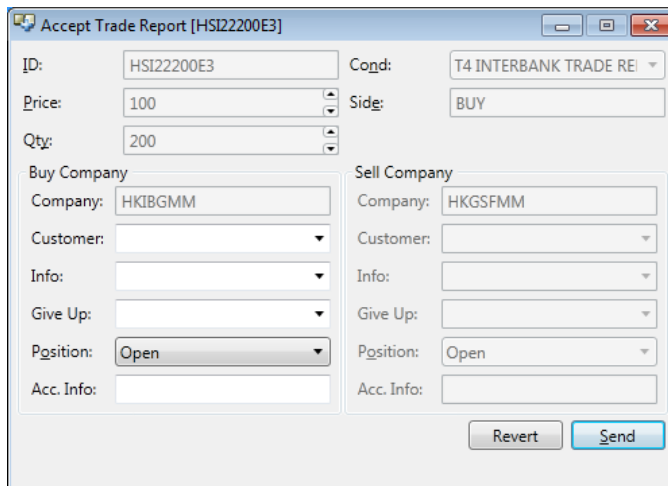 Accept Trade Report [HSI22200E3]
ID: HSI22200E3 Cond: T4 INTERBANK TRADE RE
Price: 100 Side: BUY
Qty: 200
Buy Company Sell Company
Company: HKIBGMM Company: HKGSFMM
Customer: Customer:
Info: Info:
Give Up: Give Up:
Position: Open Position: Open
Acc. Info: Acc. Info:
Revert Send